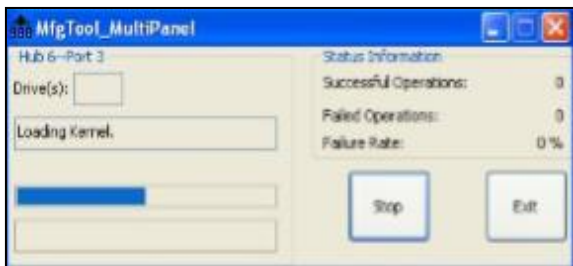 MfgTool_MultiPanel
Hub 6--Port 3
Drive(s):
Loading Kernel.
Status Information
Successful Operations: 0
Failed Operations: 0
Failure Rate: 0 %
Stop
Exit